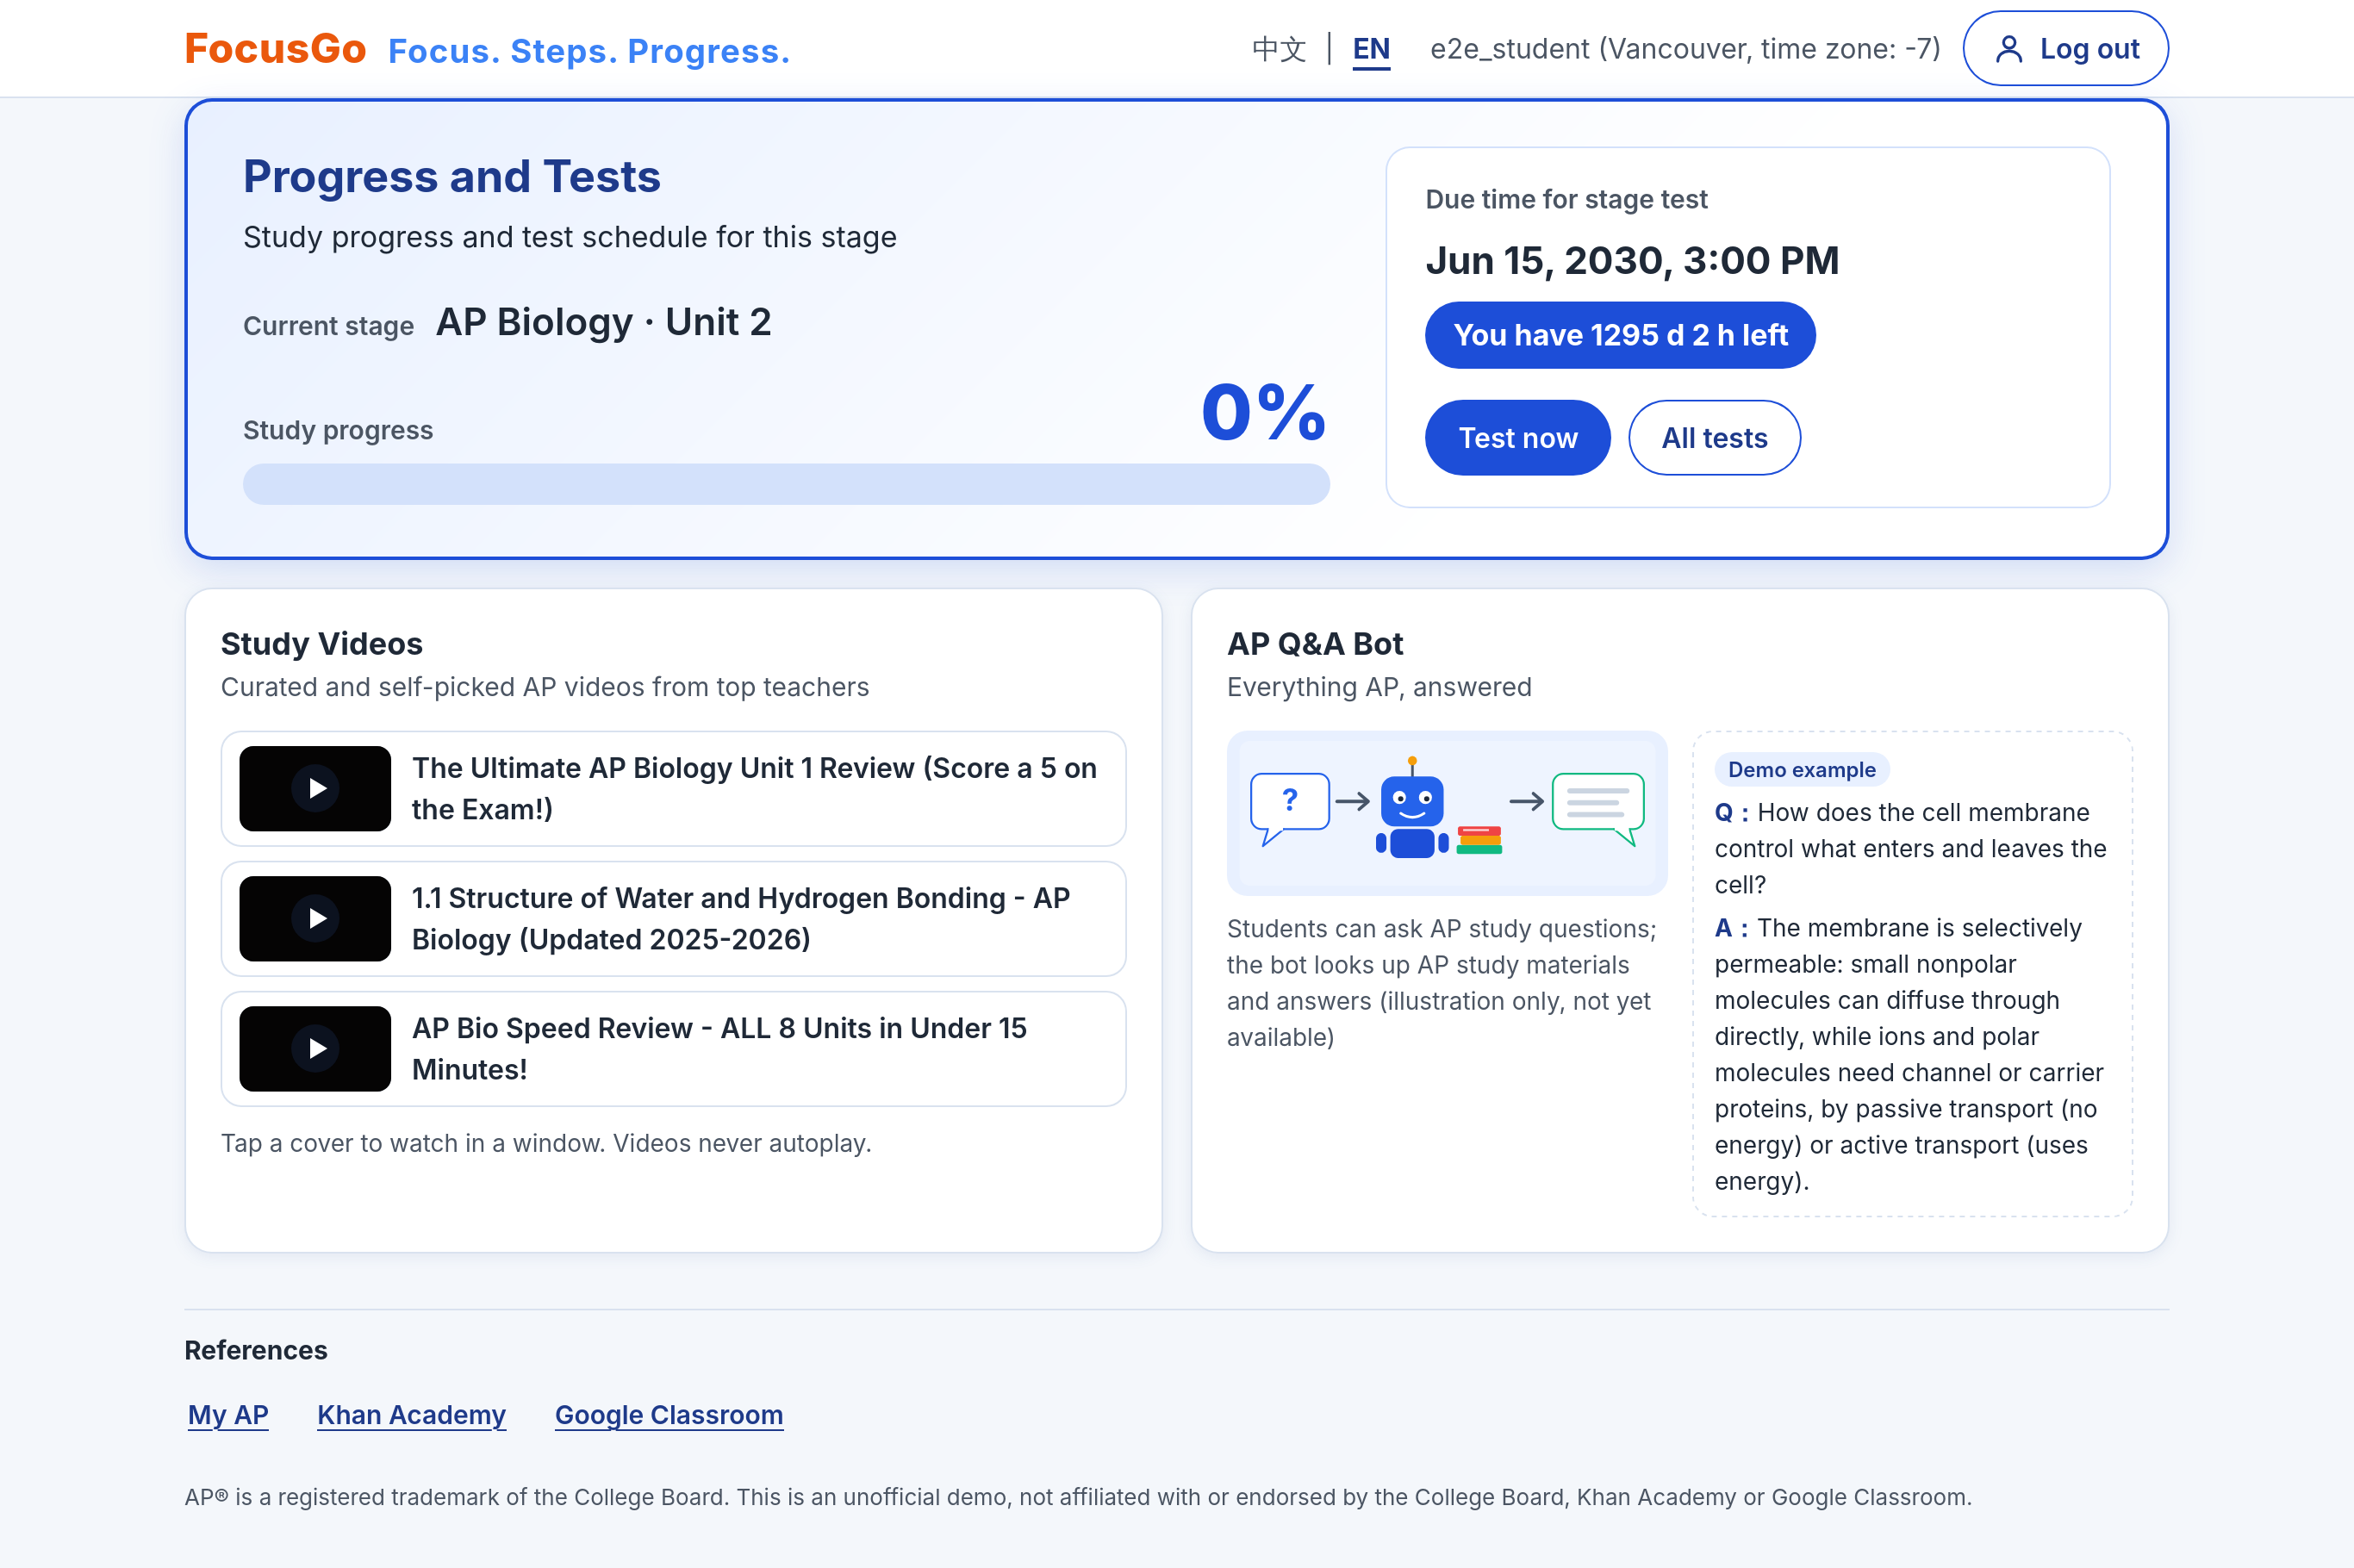 FocusGo Focus. Steps. Progress.
中文 | EN e2e_student (Vancouver, time zone: -7) Log out
Progress and Tests
Study progress and test schedule for this stage
Current stage AP Biology · Unit 2
Study progress 0%
Due time for stage test
Jun 15, 2030, 3:00 PM
You have 1295 d 2 h left
Test now All tests
Study Videos
Curated and self-picked AP videos from top teachers
The Ultimate AP Biology Unit 1 Review (Score a 5 on
the Exam!)
1.1 Structure of Water and Hydrogen Bonding - AP
Biology (Updated 2025-2026)
AP Bio Speed Review - ALL 8 Units in Under 15
Minutes!
Tap a cover to watch in a window. Videos never autoplay.
AP Q&A Bot
Everything AP, answered
?
Students can ask AP study questions;
the bot looks up AP study materials
and answers (illustration only, not yet
available)
Demo example
Q：How does the cell membrane
control what enters and leaves the
cell?
A：The membrane is selectively
permeable: small nonpolar
molecules can diffuse through
directly, while ions and polar
molecules need channel or carrier
proteins, by passive transport (no
energy) or active transport (uses
energy).
References
My AP Khan Academy Google Classroom
AP® is a registered trademark of the College Board. This is an unofficial demo, not affiliated with or endorsed by the College Board, Khan Academy or Google Classroom.